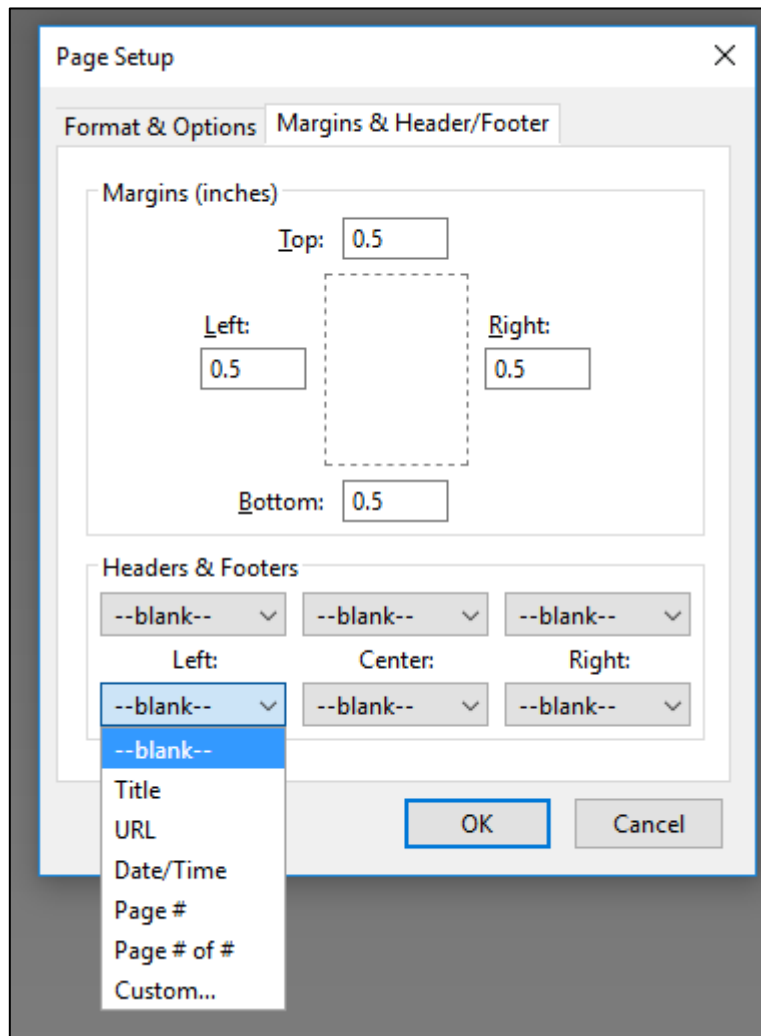 Page Setup
Format & Options Margins & Header/Footer
Margins (inches)
Top: 0.5
Left: Right:
0.5 0.5
Bottom: 0.5
Headers & Footers
--blank-- --blank-- --blank--
Left: Center: Right:
--blank-- --blank-- --blank--
--blank--
Title
URL
OK Cancel
Date/Time
Page #
Page # of #
Custom...